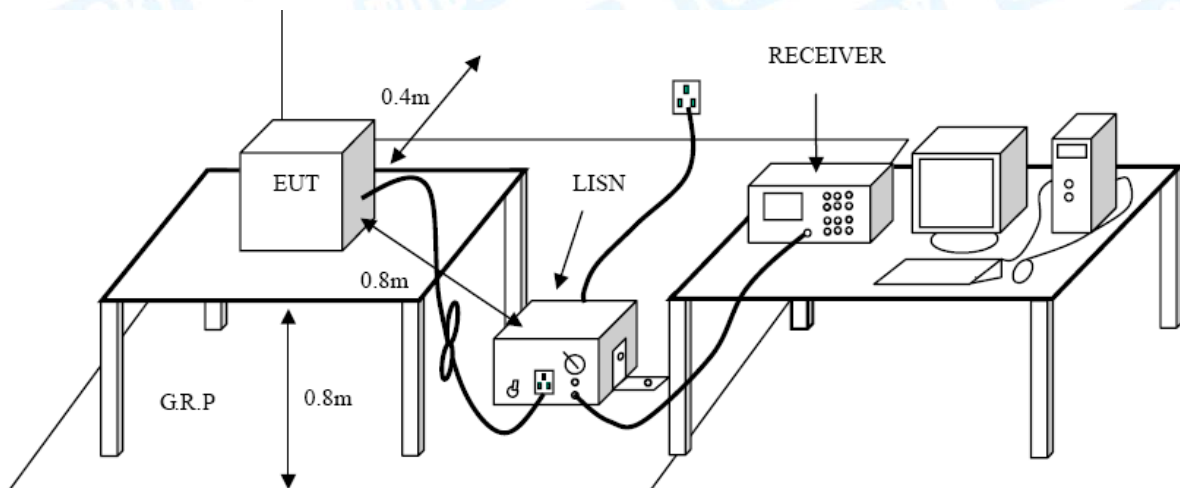 RECEIVER
0.4m
EUT
LISN
0.8m
G.R.P
0.8m